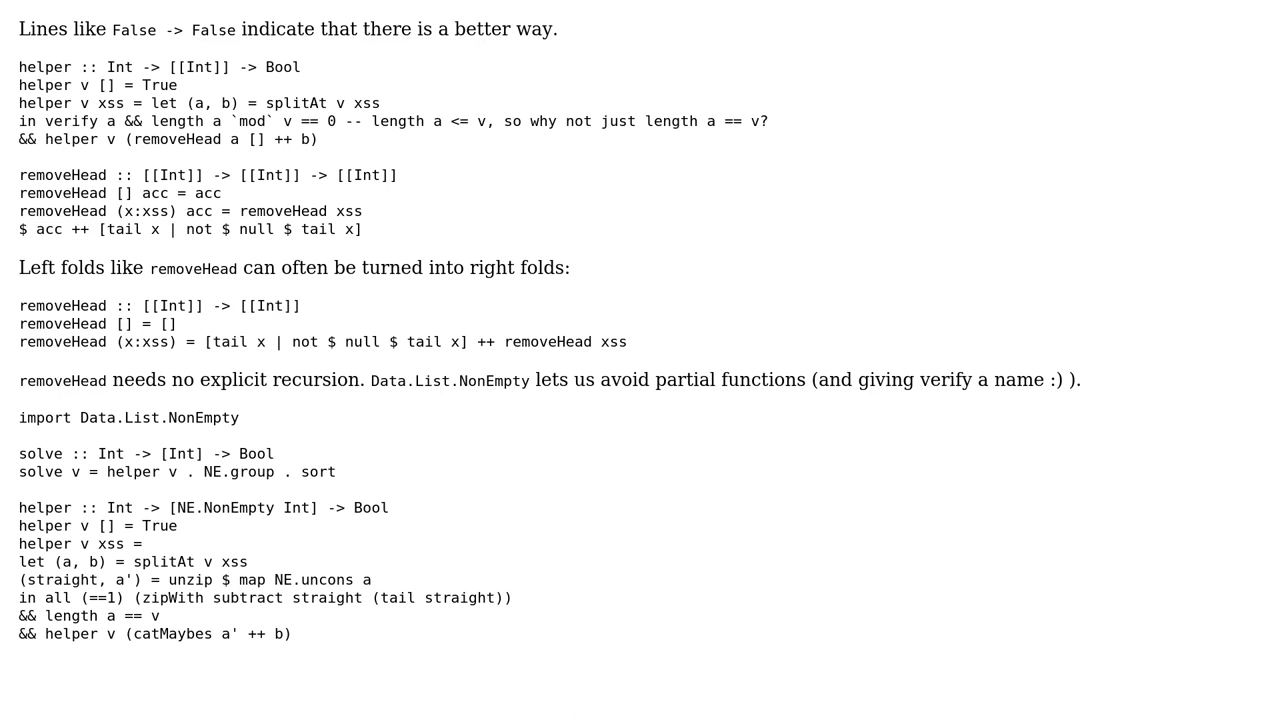 Lines like False -> False indicate that there is a better way.
helper :: Int -> [[Int]] -> Bool
helper v [] = True
helper v xss = let (a, b) = splitAt v xss
in verify a && length a `mod` v == 0 -- length a <= v, so why not just length a == v?
&& helper v (removeHead a [] ++ b)
removeHead :: [[Int]] -> [[Int]] -> [[Int]]
removeHead [] acc = acc
removeHead (x:xss) acc = removeHead xss
$ acc ++ [tail x | not $ null $ tail x]
Left folds like removeHead can often be turned into right folds:
removeHead :: [[Int]] -> [[Int]]
removeHead [] = []
removeHead (x:xss) = [tail x | not $ null $ tail x] ++ removeHead xss
removeHead needs no explicit recursion. Data.List.NonEmpty lets us avoid partial functions (and giving verify a name :) ).
import Data.List.NonEmpty
solve :: Int -> [Int] -> Bool
solve v = helper v . NE.group . sort
helper :: Int -> [NE.NonEmpty Int] -> Bool
helper v [] = True
helper v xss =
let (a, b) = splitAt v xss
(straight, a') = unzip $ map NE.uncons a
in all (==1) (zipWith subtract straight (tail straight))
&& length a == v
&& helper v (catMaybes a' ++ b)